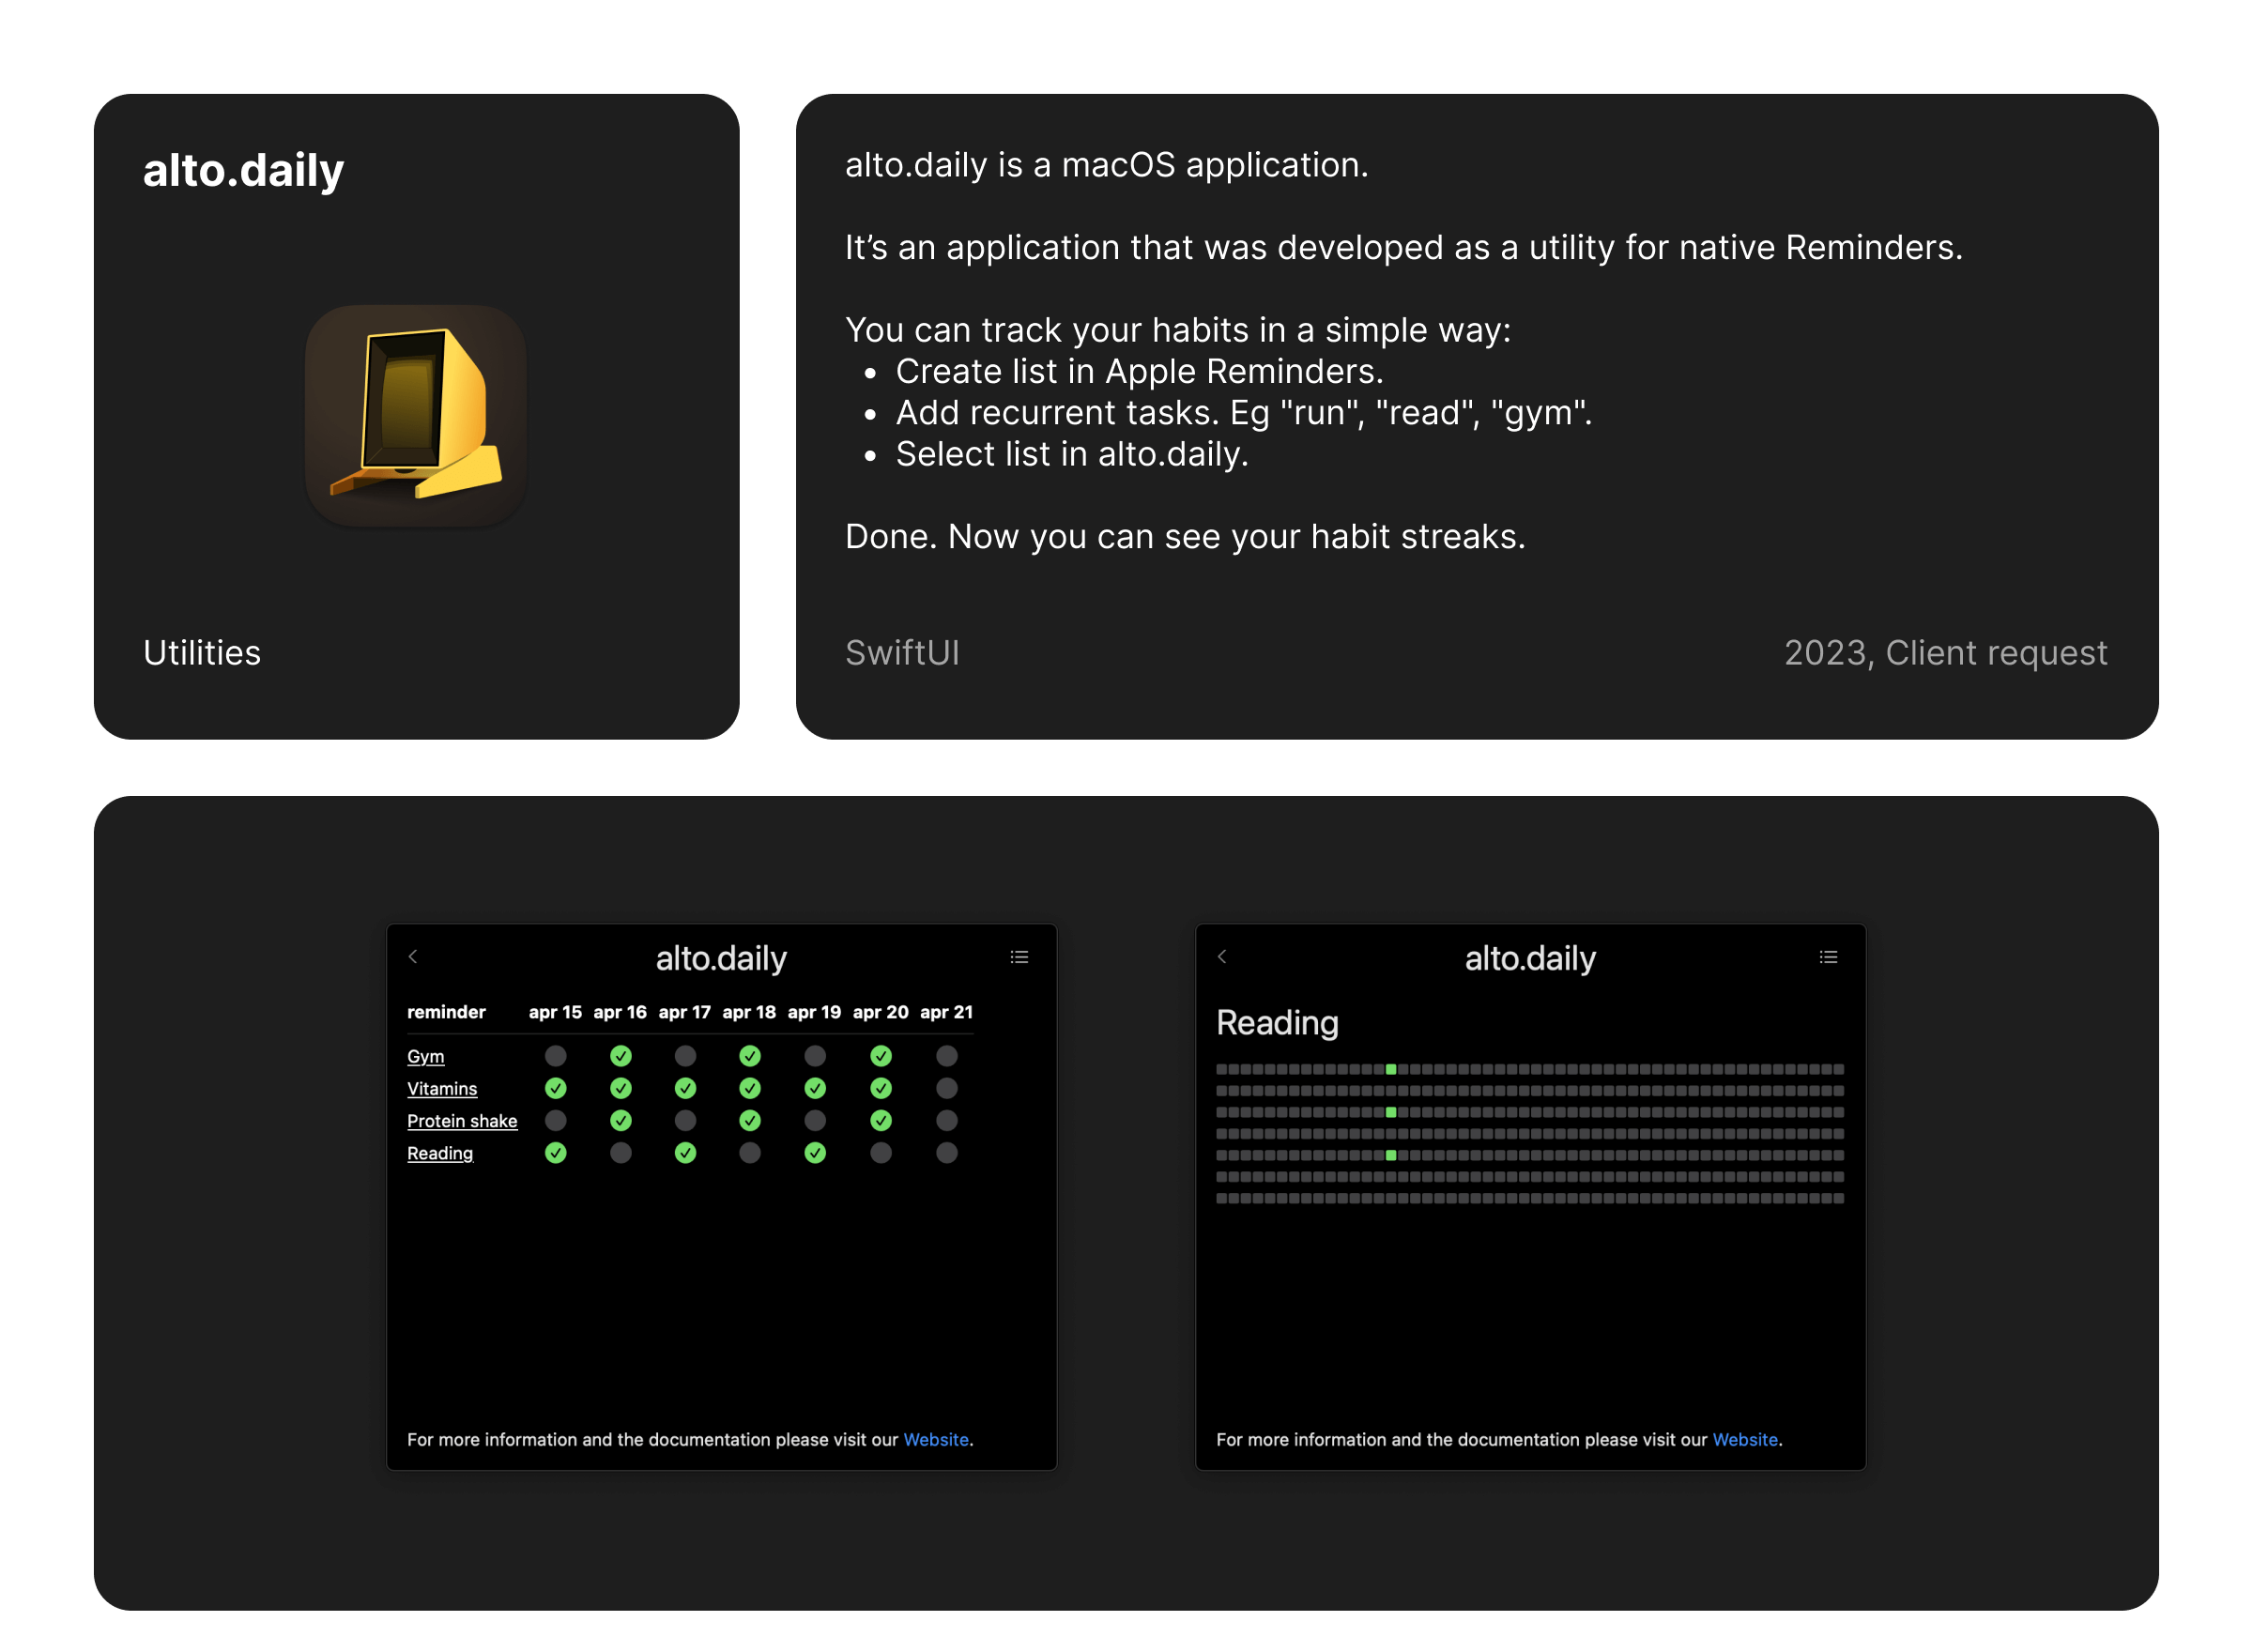 alto.daily
Utilities
alto.daily is a macOS application.
It’s an application that was developed as a utility for native Reminders.
You can track your habits in a simple way:
• Create list in Apple Reminders.
• Add recurrent tasks. Eg "run", "read", "gym".
• Select list in alto.daily.
Done. Now you can see your habit streaks.
SwiftUI
2023, Client request
alto.daily
reminder apr 15 apr 16 apr 17 apr 18 apr 19 apr 20 apr 21
Gym
Vitamins
Protein shake
Reading
For more information and the documentation please visit our Website.
alto.daily
Reading
For more information and the documentation please visit our Website.